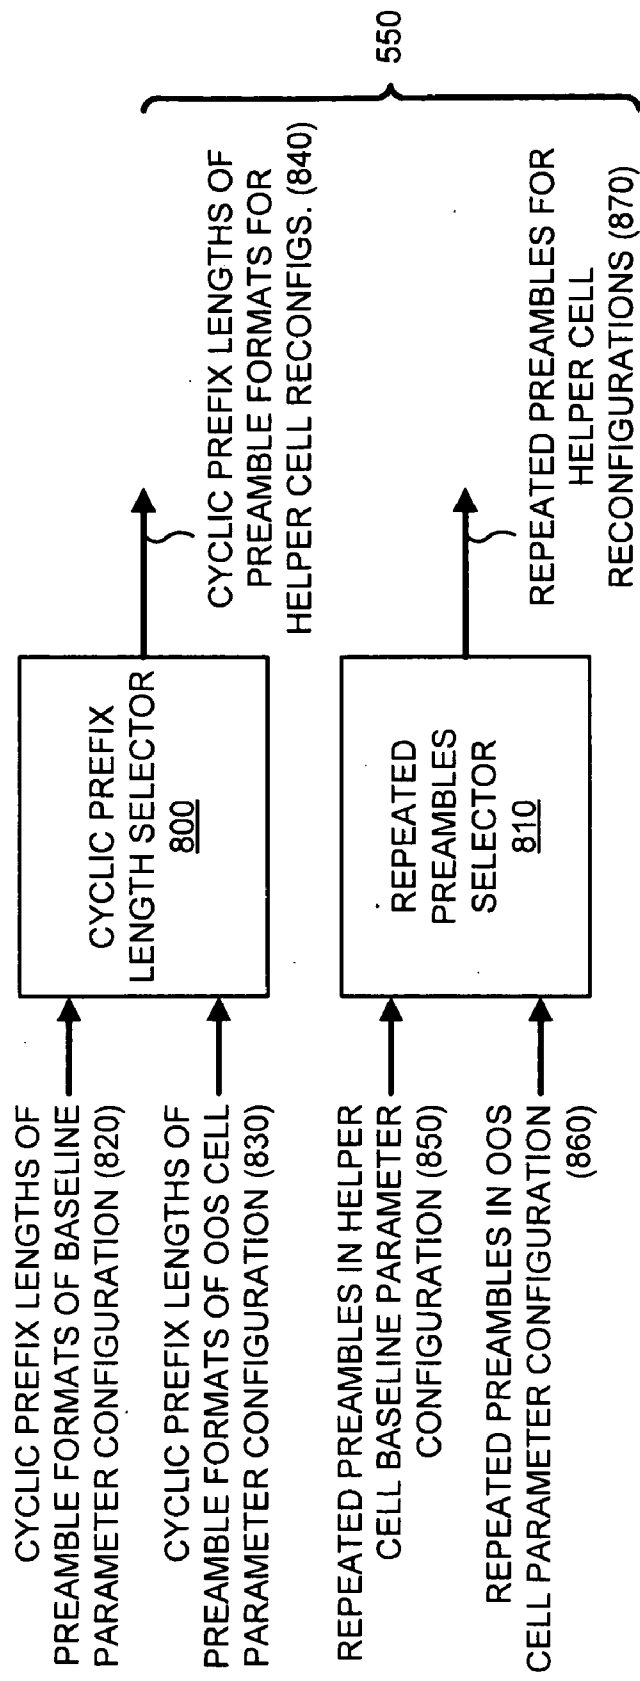 CYCLIC PREFIX LENGTHS OF
PREAMBLE FORMATS OF BASELINE
PARAMETER CONFIGURATION (820)
CYCLIC PREFIX LENGTHS OF
PREAMBLE FORMATS OF OOS CELL
PARAMETER CONFIGURATION (830)
CYCLIC PREFIX
LENGTH SELECTOR
800
CYCLIC PREFIX LENGTHS OF
PREAMBLE FORMATS FOR
HELPER CELL RECONFIGS. (840)
REPEATED PREAMBLES IN HELPER
CELL BASELINE PARAMETER
CONFIGURATION (850)
REPEATED PREAMBLES IN OOS
CELL PARAMETER CONFIGURATION
(860)
REPEATED
PREAMBLES
SELECTOR
810
REPEATED PREAMBLES FOR
HELPER CELL
RECONFIGURATIONS (870)
550